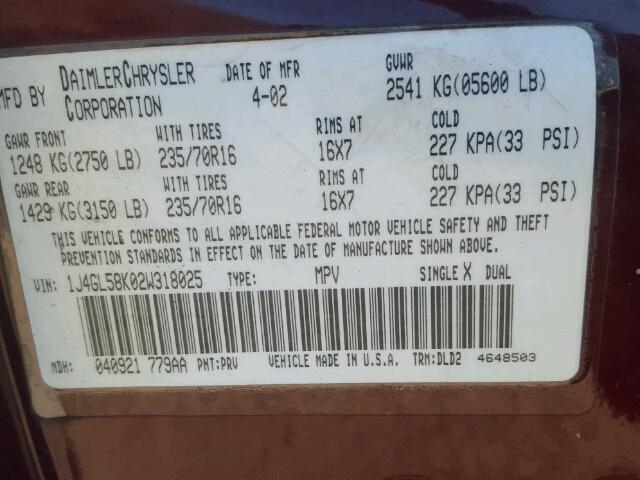 MFD BY DAIMLERCHRYSLER CORPORATION DATE OF MFR 4-02 GVWR 2541 KG(05600 LB)
GAWR FRONT WITH TIRES RIMS AT COLD
1248 KG(2750 LB) 235/70R16 16X7 227 KPA(33 PSI)
GAWR REAR WITH TIRES RIMS AT COLD
1429 KG(3150 LB) 235/70R16 16X7 227 KPA(33 PSI)
THIS VEHICLE CONFORMS TO ALL APPLICABLE FEDERAL MOTOR VEHICLE SAFETY AND THEFT
PREVENTION STANDARDS IN EFFECT ON THE DATE OF MANUFACTURE SHOWN ABOVE.
VIN: 1J4GL58K02W318025 TYPE: MPV SINGLE X DUAL
MDH: 040921 779AA PNT:PRV VEHICLE MADE IN U.S.A. TRM:DLD2 4648503